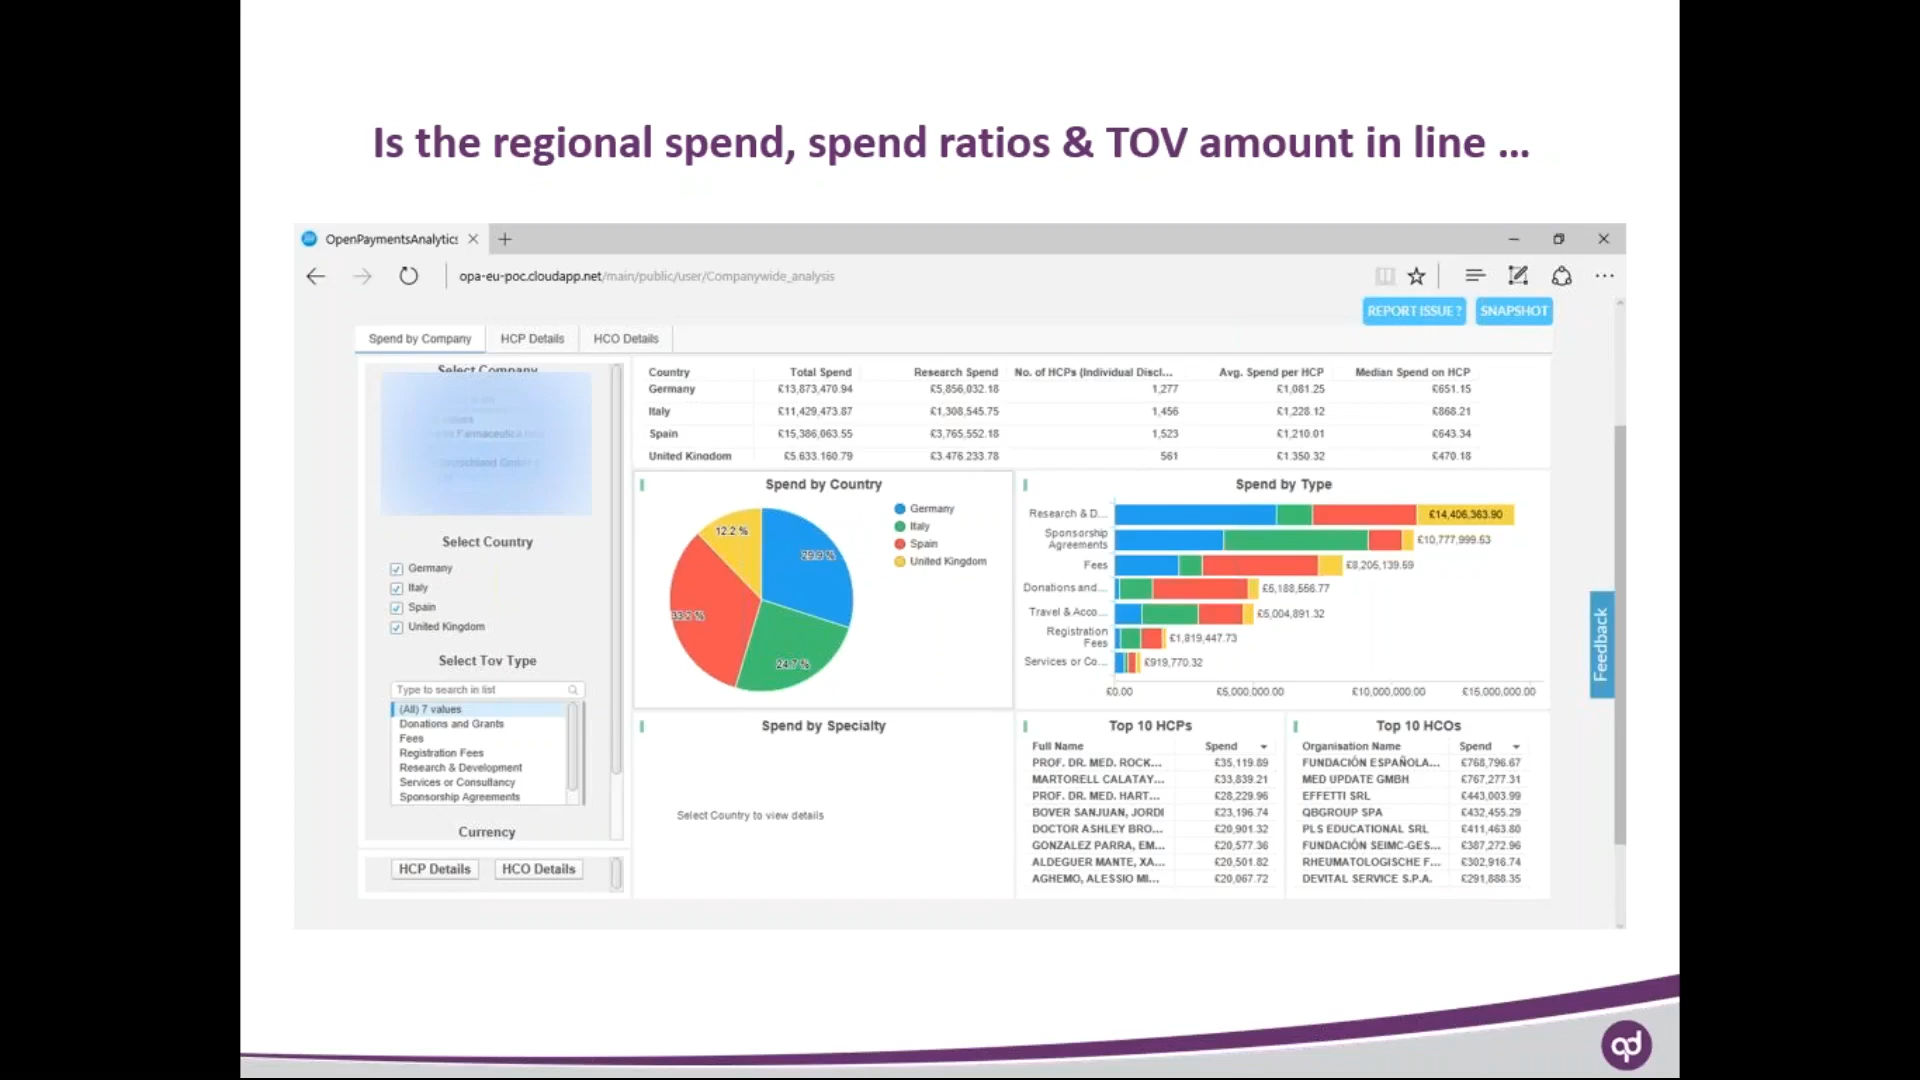 Is the regional spend, spend ratios & TOV amount in line ...
OpenPaymentsAnalytics
opa-eu-poc.cloudapp.net/main/public/user/Companywide_analysis
REPORT ISSUE ? SNAPSHOT
Spend by Company HCP Details HCO Details
Select Company
Select Country
Germany
Italy
Spain
United Kingdom
Select Tov Type
Type to search in list
(All) 7 values
Donations and Grants
Fees
Registration Fees
Research & Development
Services or Consultancy
Sponsorship Agreements
Currency
HCP Details HCO Details
Country Total Spend Research Spend No. of HCPs (Individual Discl... Avg. Spend per HCP Median Spend on HCP
Germany £13,873,470.94 £5,856,032.18 1,277 £1,081.25 £651.15
Italy £11,429,473.87 £1,308,545.75 1,456 £1,228.12 £868.21
Spain £15,386,063.55 £3,765,552.18 1,523 £1,210.01 £643.34
United Kingdom £5,633,160.79 £3,476,233.78 561 £1,350.32 £470.18
Spend by Country
12.2 %
29.9 %
33.2 %
24.7 %
Germany
Italy
Spain
United Kingdom
Spend by Type
Research & D... £14,406,363.90
Sponsorship
Agreements £10,777,999.53
Fees £8,205,139.59
Donations and... £5,188,556.77
Travel & Acco... £5,004,891.32
Registration
Fees £1,819,447.73
Services or Co... £919,770.32
£0.00 £5,000,000.00 £10,000,000.00 £15,000,000.00
Feedback
Spend by Specialty
Select Country to view details
Top 10 HCPs
Full Name Spend
PROF. DR. MED. ROCK... £35,119.89
MARTORELL CALATAY... £33,839.21
PROF. DR. MED. HART... £28,229.96
BOVER SANJUAN, JORDI £23,196.74
DOCTOR ASHLEY BRO... £20,901.32
GONZALEZ PARRA, EM... £20,577.36
ALDEGUER MANTE, XA... £20,501.82
AGHEMO, ALESSIO MI... £20,067.72
Top 10 HCOs
Organisation Name Spend
FUNDACIÓN ESPAÑOLA... £768,796.67
MED UPDATE GMBH £767,277.31
EFFETTI SRL £443,003.99
QBGROUP SPA £432,455.29
PLS EDUCATIONAL SRL £411,463.80
FUNDACIÓN SEIMC-GES... £387,272.96
RHEUMATOLOGISCHE F... £302,916.74
DEVITAL SERVICE S.P.A. £291,888.35
qd